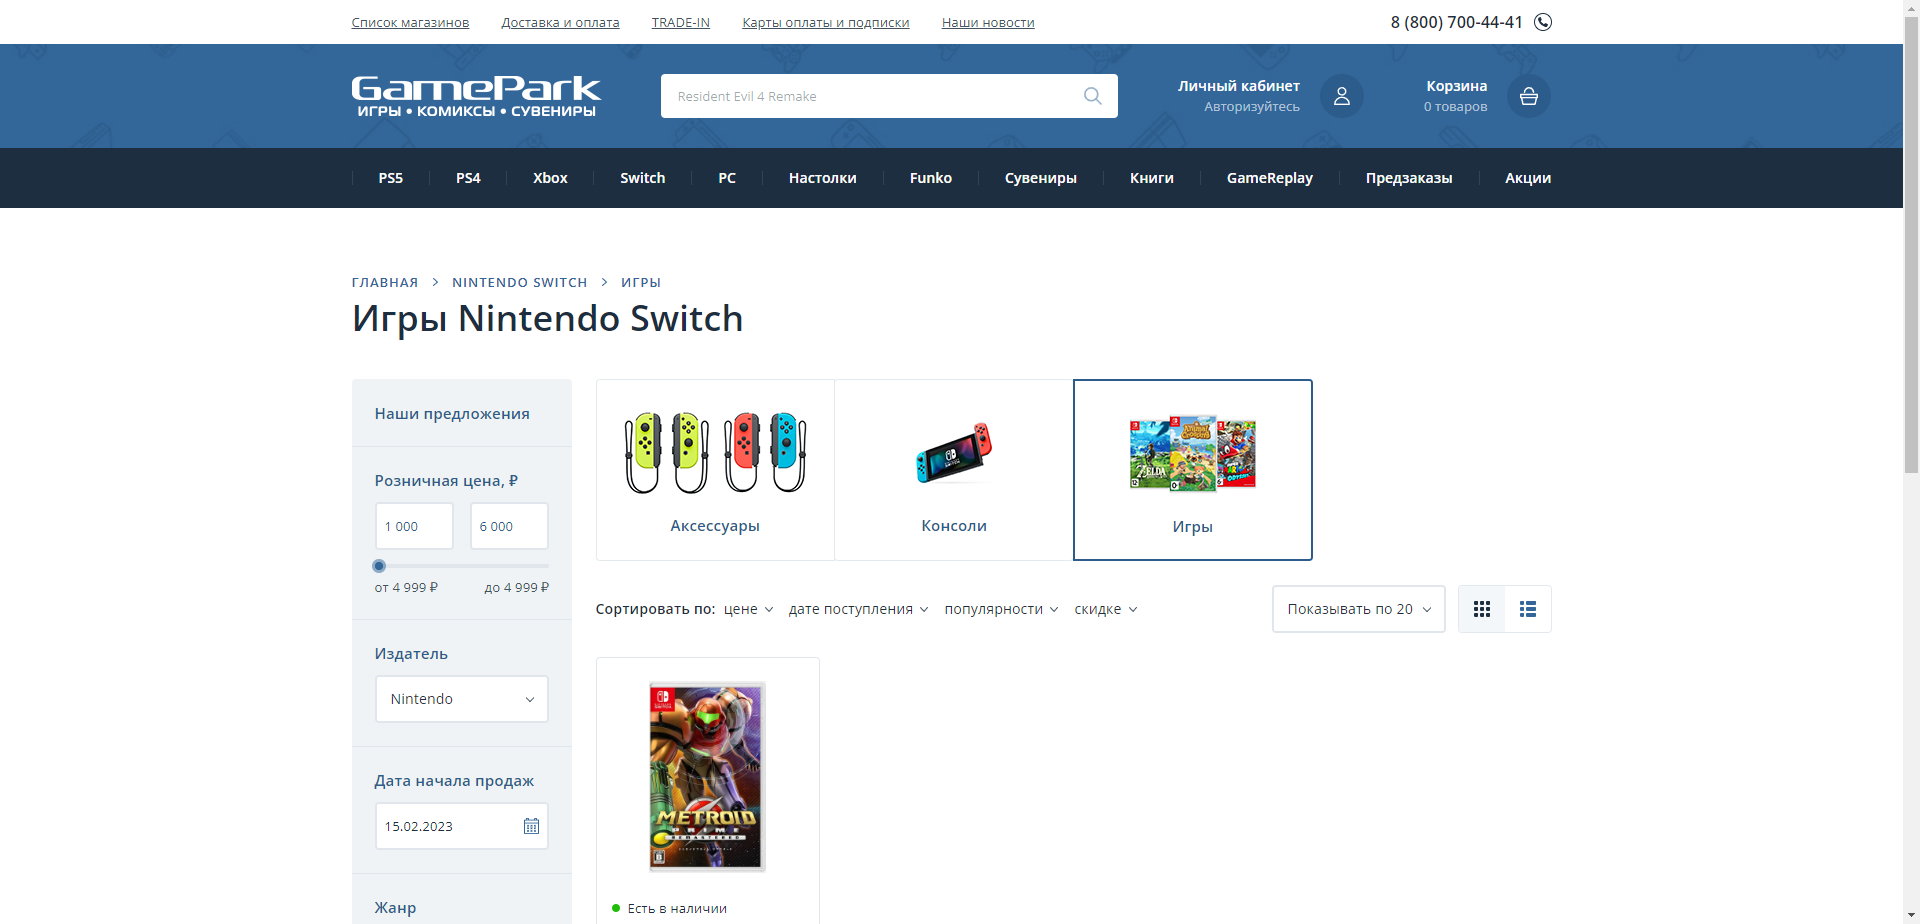 Список магазинов
Доставка и оплата
TRADE-IN
Карты оплаты и подписки
Наши новости
8 (800) 700-44-41
GamePark
ИГРЫ • КОМИКСЫ • СУВЕНИРЫ
Resident Evil 4 Remake
Личный кабинет
Авторизуйтесь
Корзина
0 товаров
PS5
PS4
Xbox
Switch
PC
Настолки
Funko
Сувениры
Книги
GameReplay
Предзаказы
Акции
ГЛАВНАЯ > NINTENDO SWITCH > ИГРЫ
Игры Nintendo Switch
Наши предложения
Розничная цена, ₽
1 000
6 000
от 4 999 ₽
до 4 999 ₽
Издатель
Nintendo
Дата начала продаж
15.02.2023
Жанр
Аксессуары
Консоли
ZELDA
Animal Crossing
Игры
Сортировать по: цене дате поступления популярности скидке
Показывать по 20
METROID
PRIME
REMASTERED
Есть в наличии